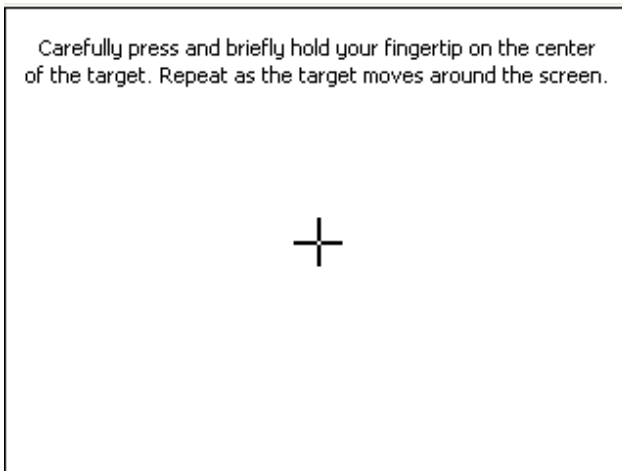 Carefully press and briefly hold your fingertip on the center
of the target. Repeat as the target moves around the screen.